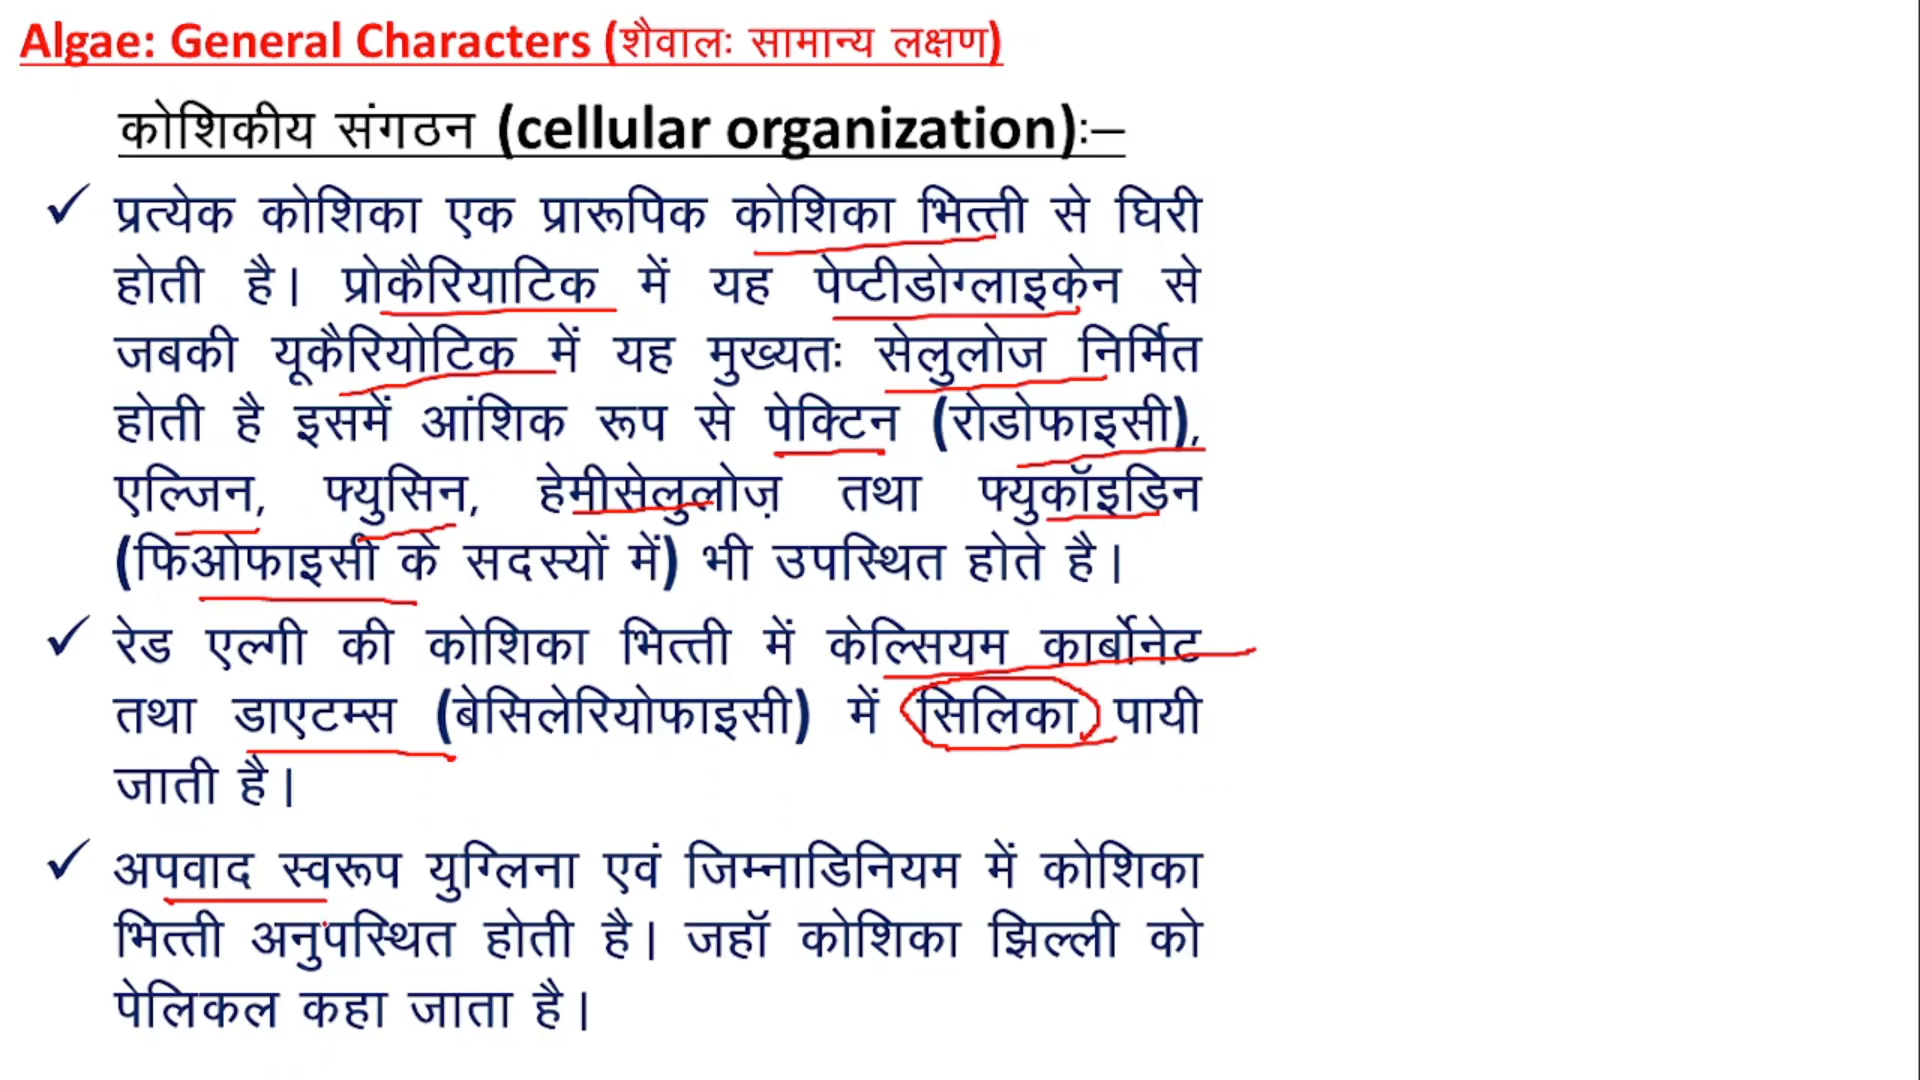 Algae: General Characters (शैवालः सामान्य लक्षण)
कोशिकीय संगठन (cellular organization):–
✓ प्रत्येक कोशिका एक प्रारूपिक कोशिका भित्ती से घिरी
होती है। प्रोकैरियाटिक में यह पेप्टीडोग्लाइकेन से
जबकी यूकैरियोटिक में यह मुख्यतः सेलुलोज निर्मित
होती है इसमें आंशिक रूप से पेक्टिन (रोडोफाइसी),
एल्जिन, फ्युसिन, हेमीसेलुलोज़ तथा फ्युकॉइडिन
(फिओफाइसी के सदस्यों में) भी उपस्थित होते है।
✓ रेड एल्गी की कोशिका भित्ती में केल्सियम कार्बोनेट
तथा डाएटम्स (बेसिलेरियोफाइसी) में सिलिका पायी
जाती है।
✓ अपवाद स्वरूप युग्लिना एवं जिम्नाडिनियम में कोशिका
भित्ती अनुपस्थित होती है। जहॉ कोशिका झिल्ली को
पेलिकल कहा जाता है।